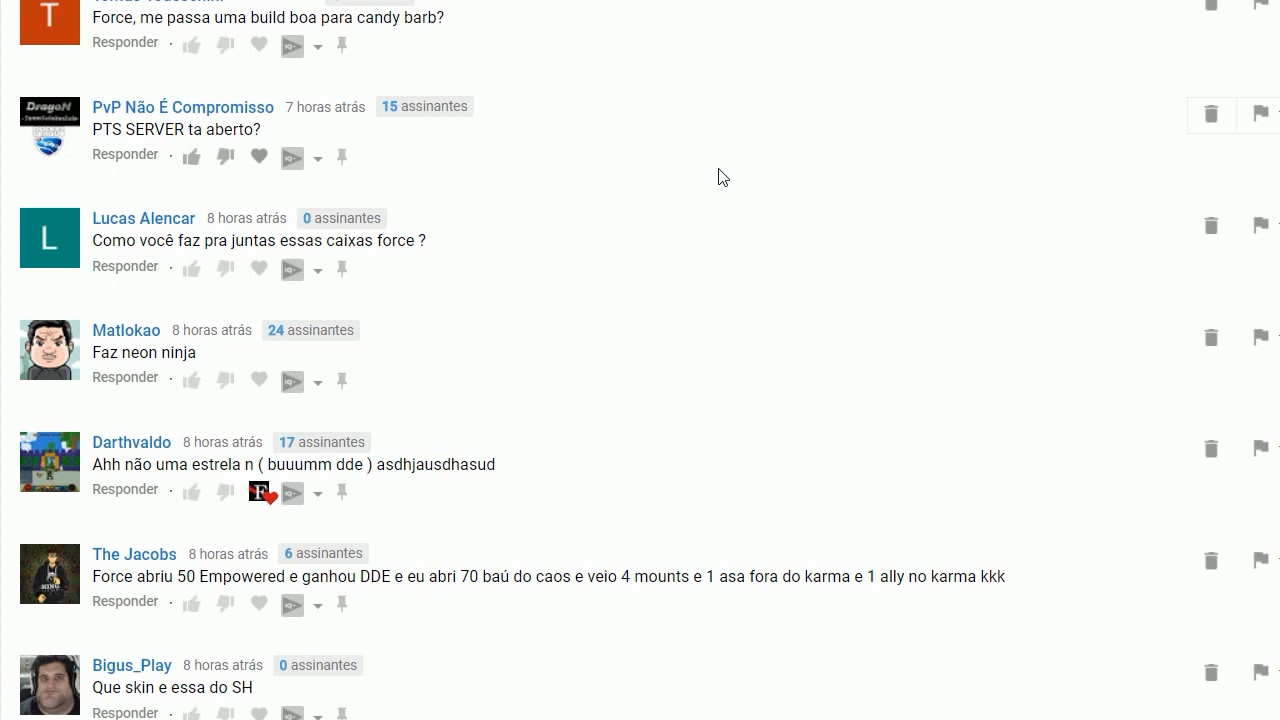 T
Force, me passa uma build boa para candy barb?
Responder ·
DragoN
PvP Não É Compromisso 7 horas atrás 15 assinantes
PTS SERVER ta aberto?
Responder ·
L
Lucas Alencar 8 horas atrás 0 assinantes
Como você faz pra juntas essas caixas force ?
Responder ·
Matlokao 8 horas atrás 24 assinantes
Faz neon ninja
Responder ·
Darthvaldo 8 horas atrás 17 assinantes
Ahh não uma estrela n ( buuumm dde ) asdhjausdhasud
Responder · F
The Jacobs 8 horas atrás 6 assinantes
Force abriu 50 Empowered e ganhou DDE e eu abri 70 baú do caos e veio 4 mounts e 1 asa fora do karma e 1 ally no karma kkk
Responder ·
Bigus_Play 8 horas atrás 0 assinantes
Que skin e essa do SH
Responder ·